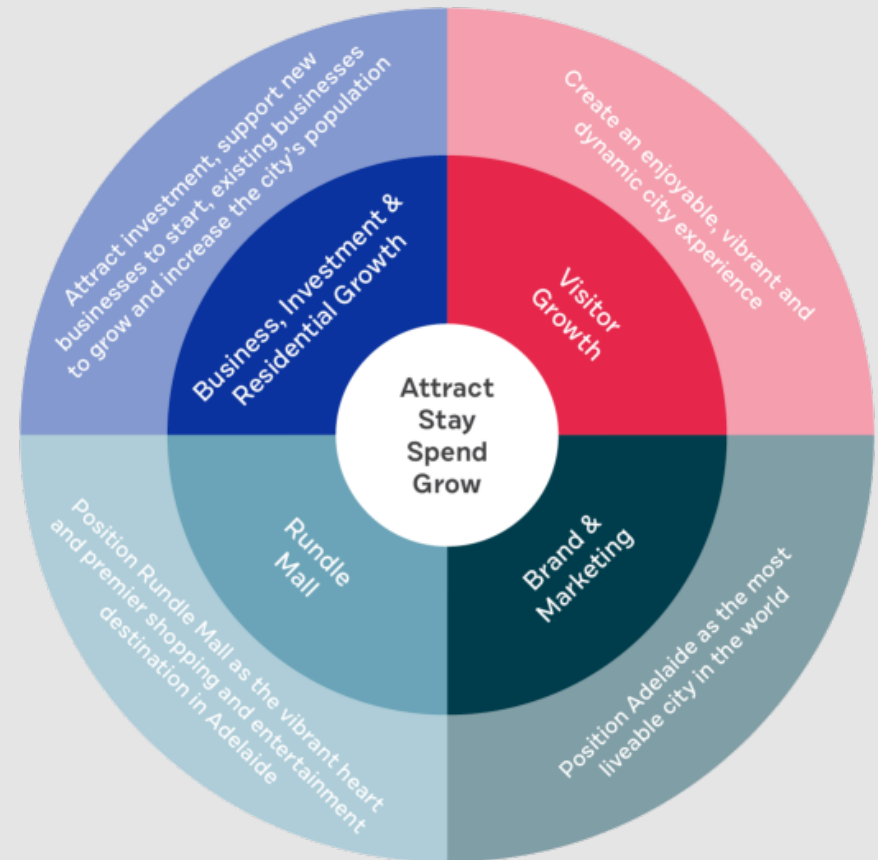 Attract investment, support new
businesses to start, existing businesses
to grow and increase the city's population
Business, Investment &
Residential Growth
Create an enjoyable, vibrant and
dynamic city experience
Visitor
Growth
Attract
Stay
Spend
Grow
Rundle
Mall
Position Rundle Mall as the vibrant heart
and premier shopping and entertainment
destination in Adelaide
Brand &
Marketing
Position Adelaide as the most
liveable city in the world